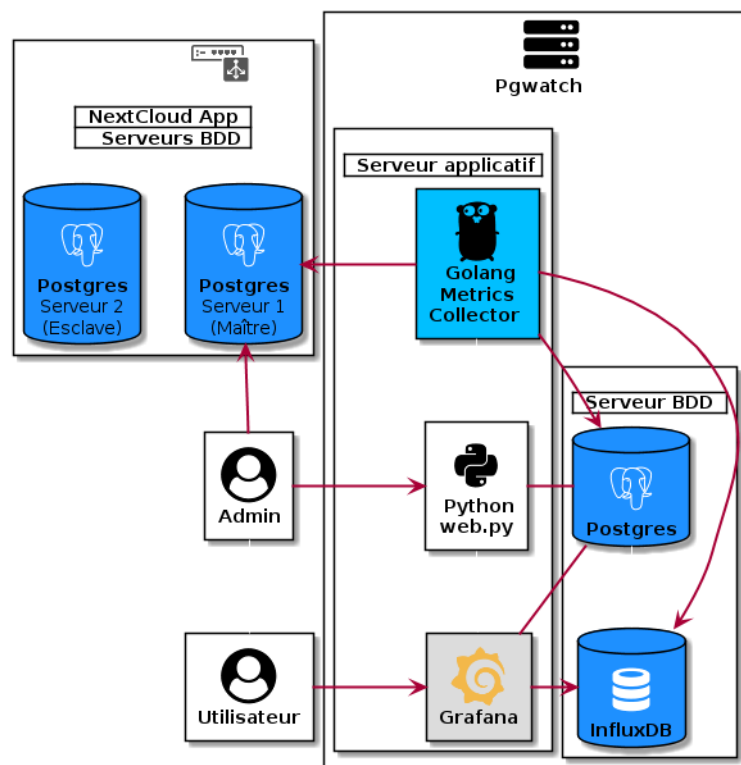 Pgwatch
NextCloud App
Serveurs BDD
Postgres
Serveur 2
(Esclave)
Postgres
Serveur 1
(Maître)
Serveur applicatif
Golang
Metrics
Collector
Serveur BDD
Admin
Python
web.py
Postgres
Utilisateur
Grafana
InfluxDB